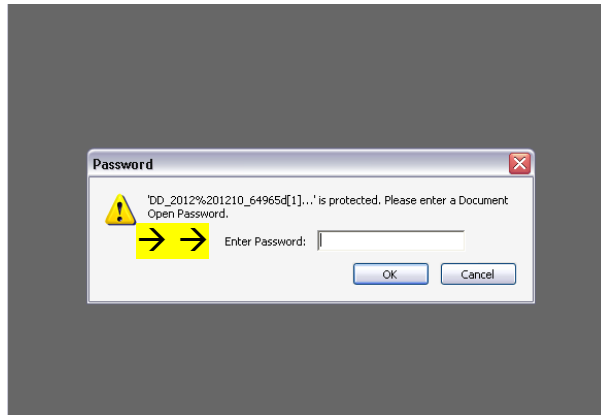 Password
'DD_2012%201210_64965d[1]...' is protected. Please enter a Document
Open Password.
→ → Enter Password:
OK Cancel